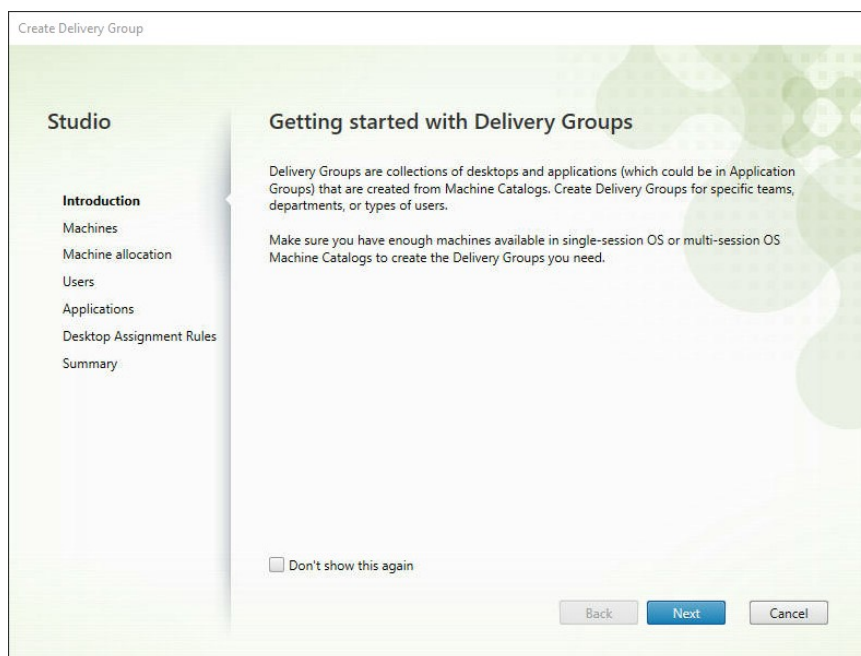 Create Delivery Group
Studio
Introduction
Machines
Machine allocation
Users
Applications
Desktop Assignment Rules
Summary
Getting started with Delivery Groups
Delivery Groups are collections of desktops and applications (which could be in Application
Groups) that are created from Machine Catalogs. Create Delivery Groups for specific teams,
departments, or types of users.
Make sure you have enough machines available in single-session OS or multi-session OS
Machine Catalogs to create the Delivery Groups you need.
Don't show this again
Back
Next
Cancel